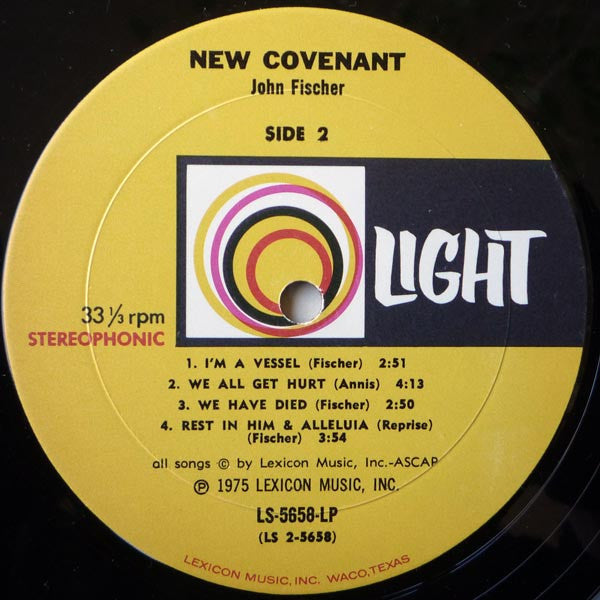 NEW COVENANT
John Fischer
SIDE 2
LIGHT
33 ⅓ rpm
STEREOPHONIC
1. I'M A VESSEL (Fischer) 2:51
2. WE ALL GET HURT (Annis) 4:13
3. WE HAVE DIED (Fischer) 2:50
4. REST IN HIM & ALLELUIA (Reprise)
(Fischer) 3:54
all songs © by Lexicon Music, Inc.-ASCAP
℗ 1975 LEXICON MUSIC, INC.
LS-5658-LP
(LS 2-5658)
LEXICON MUSIC, INC. WACO, TEXAS